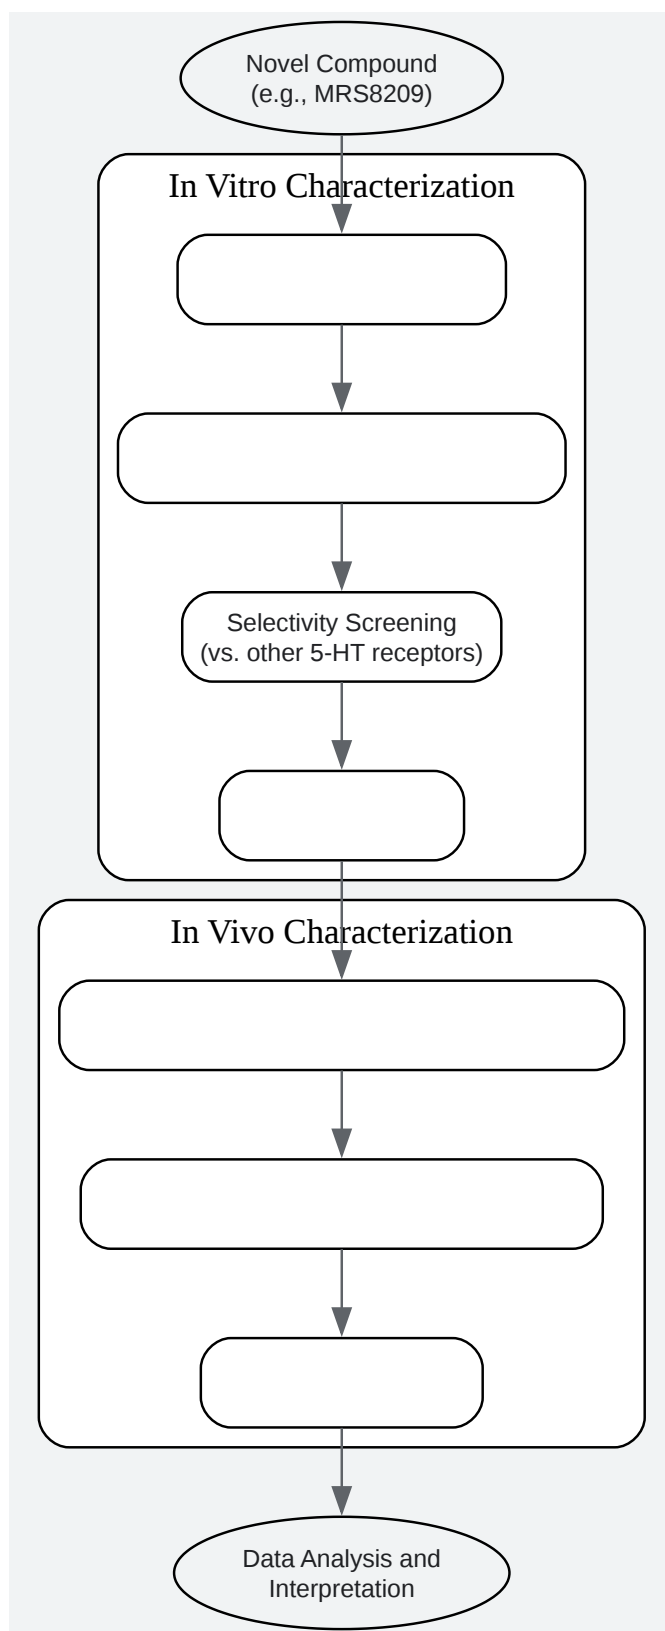 Novel Compound
(e.g., MRS8209)
In Vitro Characterization
Selectivity Screening
(vs. other 5-HT receptors)
In Vivo Characterization
Data Analysis and
Interpretation